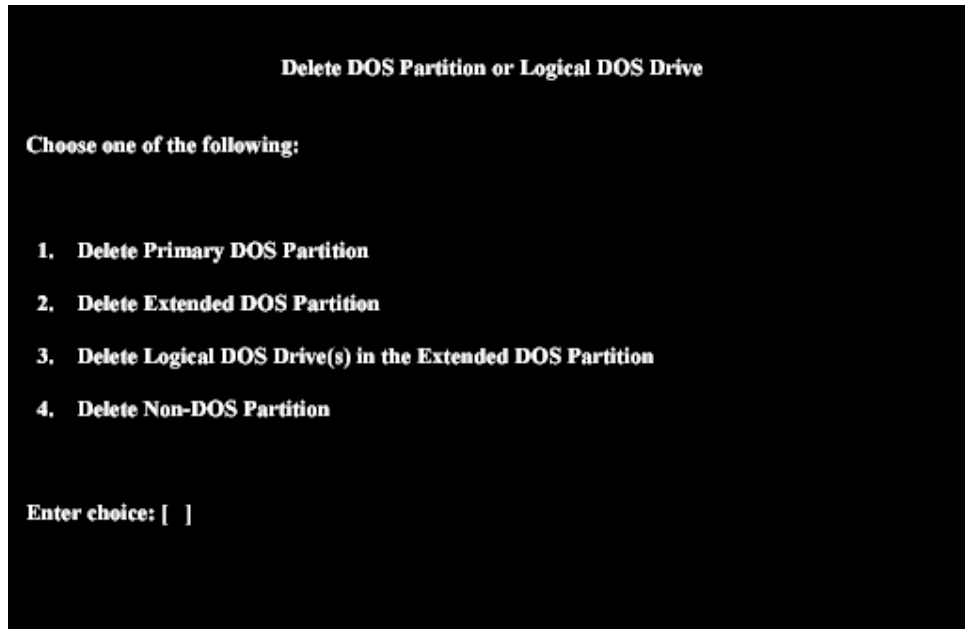 Delete DOS Partition or Logical DOS Drive
Choose one of the following:
1. Delete Primary DOS Partition
2. Delete Extended DOS Partition
3. Delete Logical DOS Drive(s) in the Extended DOS Partition
4. Delete Non-DOS Partition
Enter choice: [ ]